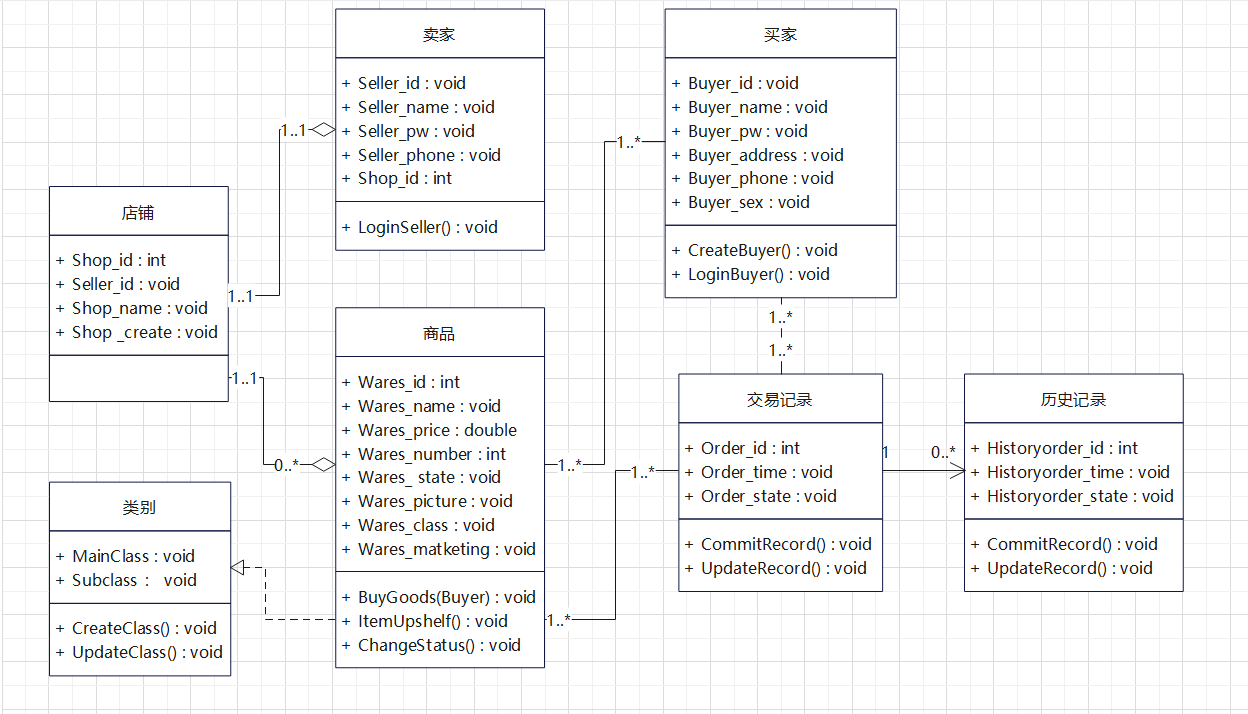 卖家
+ Seller_id : void
+ Seller_name : void
+ Seller_pw : void
+ Seller_phone : void
+ Shop_id : int
+ LoginSeller() : void
买家
+ Buyer_id : void
+ Buyer_name : void
+ Buyer_pw : void
+ Buyer_address : void
+ Buyer_phone : void
+ Buyer_sex : void
+ CreateBuyer() : void
+ LoginBuyer() : void
1..1
1..*
店铺
+ Shop_id : int
+ Seller_id : void
+ Shop_name : void
+ Shop _create : void
1..1
1..1
0..*
商品
+ Wares_id : int
+ Wares_name : void
+ Wares_price : double
+ Wares_number : int
+ Wares_ state : void
+ Wares_picture : void
+ Wares_class : void
+ Wares_matketing : void
+ BuyGoods(Buyer) : void
+ ItemUpshelf() : void
+ ChangeStatus() : void
1..*
1..*
1..*
1..*
1..*
交易记录
+ Order_id : int
+ Order_time : void
+ Order_state : void
+ CommitRecord() : void
+ UpdateRecord() : void
1
0..*
历史记录
+ Historyorder_id : int
+ Historyorder_time : void
+ Historyorder_state : void
+ CommitRecord() : void
+ UpdateRecord() : void
类别
+ MainClass : void
+ Subclass : void
+ CreateClass() : void
+ UpdateClass() : void